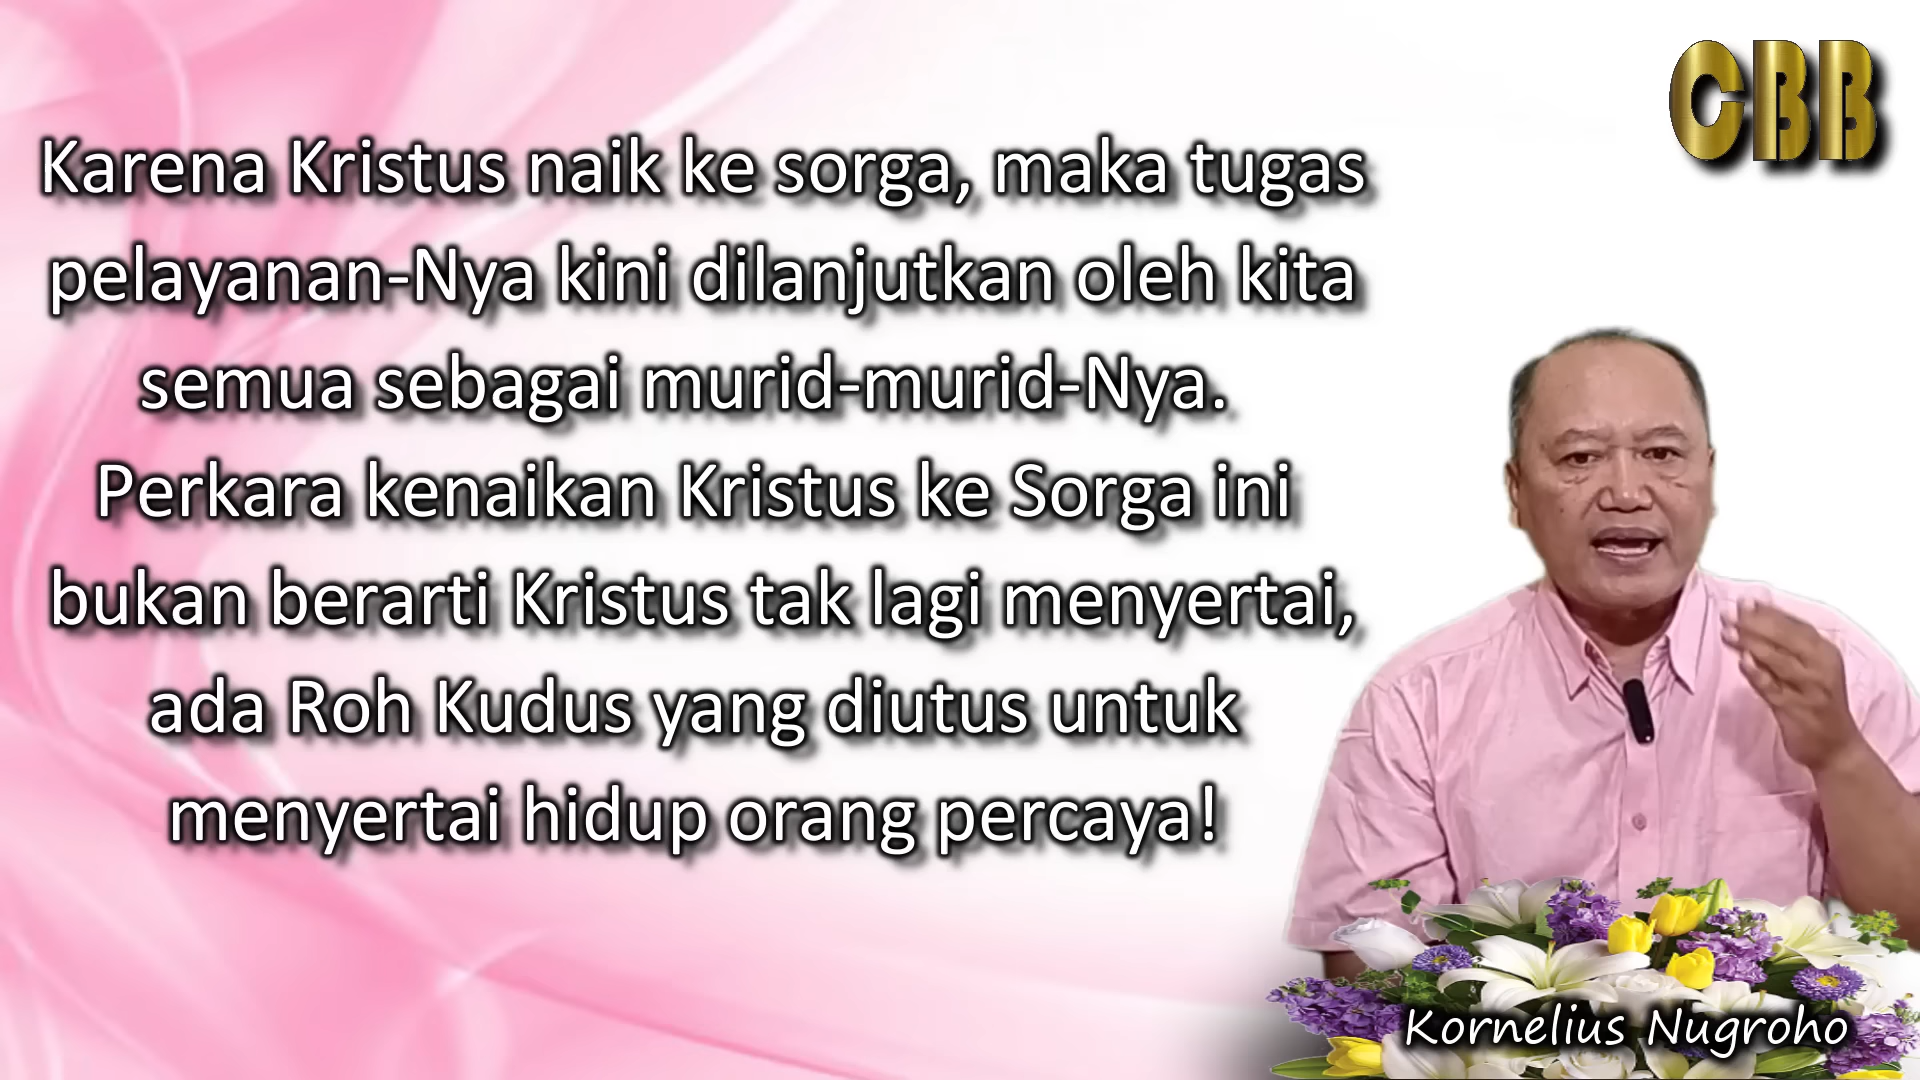 CBB
Karena Kristus naik ke sorga, maka tugas
pelayanan-Nya kini dilanjutkan oleh kita
semua sebagai murid-murid-Nya.
Perkara kenaikan Kristus ke Sorga ini
bukan berarti Kristus tak lagi menyertai,
ada Roh Kudus yang diutus untuk
menyertai hidup orang percaya!
Kornelius Nugroho